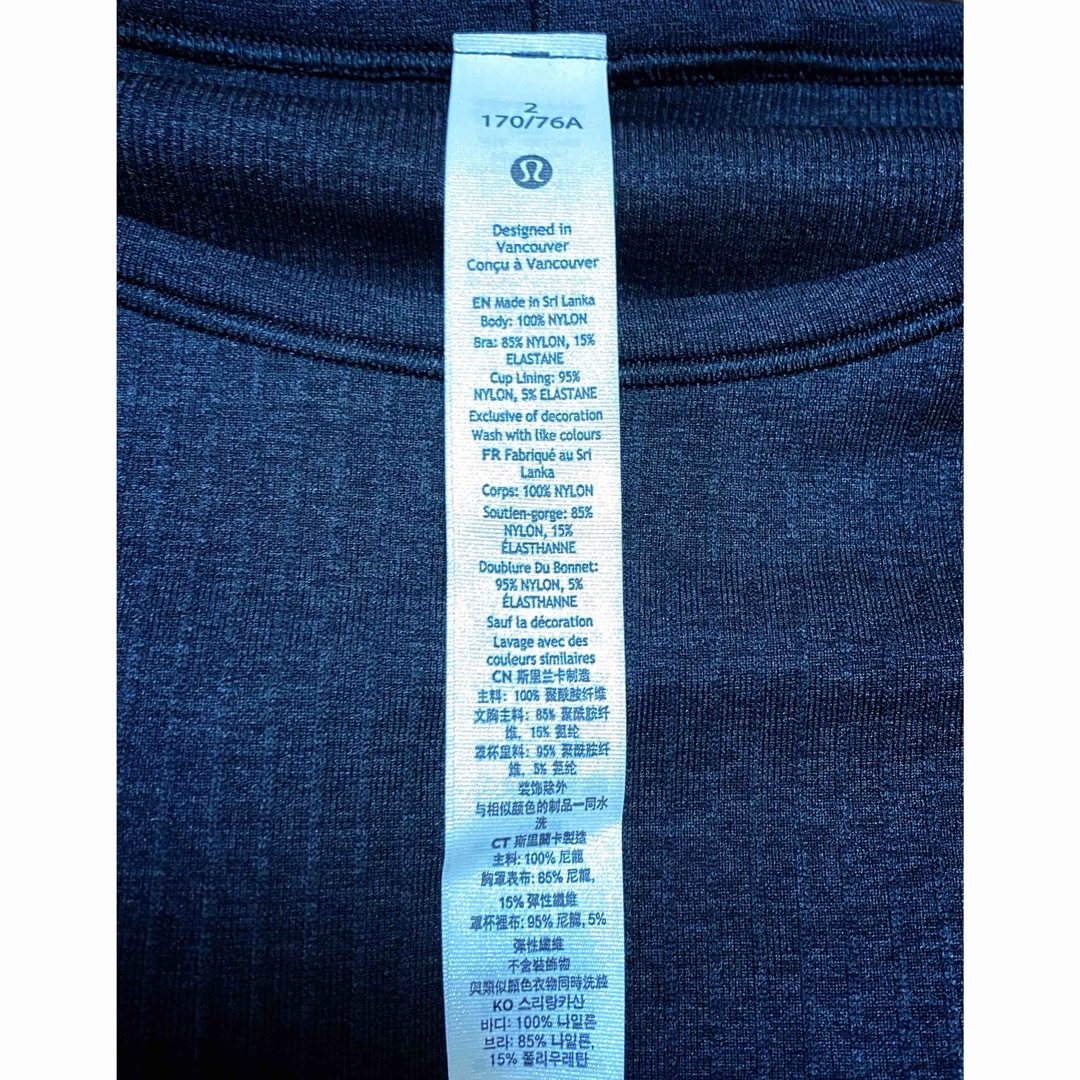 2
170/76A
Designed in
Vancouver
Conçu à Vancouver
EN Made in Sri Lanka
Body: 100% NYLON
Bra: 85% NYLON, 15%
ELASTANE
Cup Lining: 95%
NYLON, 5% ELASTANE
Exclusive of decoration
Wash with like colours
FR Fabriqué au Sri
Lanka
Corps: 100% NYLON
Soutien-gorge: 85%
NYLON, 15%
ÉLASTHANNE
Doublure Du Bonnet:
95% NYLON, 5%
ÉLASTHANNE
Sauf la décoration
Lavage avec des
couleurs similaires
CN 斯里兰卡制造
主料: 100% 聚酰胺纤维
文胸主料: 85% 聚酰胺纤
维, 15% 氨纶
罩杯里料: 95% 聚酰胺纤
维, 5% 氨纶
装饰除外
与相似颜色的制品一同水
洗
CT 斯里蘭卡製造
主料: 100% 尼龍
胸罩表布: 85% 尼龍,
15% 彈性纖維
罩杯裡布: 95% 尼龍, 5%
彈性纖維
不含裝飾物
與類似顏色衣物同時洗滌
KO 스리랑카산
바디: 100% 나일론
브라: 85% 나일론,
15% 폴리우레탄